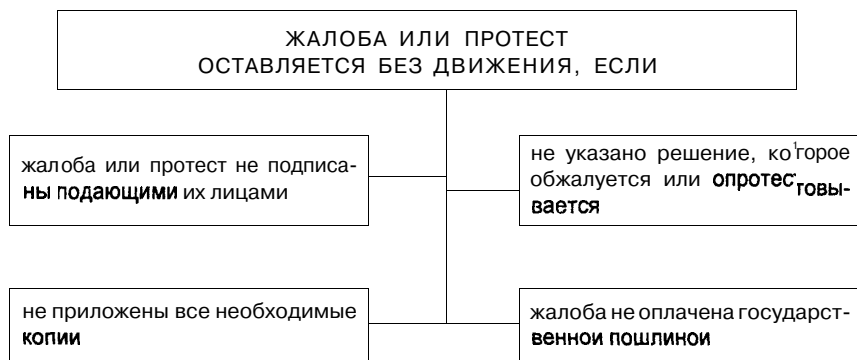 ЖАЛОБА ИЛИ ПРОТЕСТ
ОСТАВЛЯЕТСЯ БЕЗ ДВИЖЕНИЯ, ЕСЛИ
жалоба или протест не подписа-
ны подающими их лицами
не указано решение, которое
обжалуется или опротестовы-
вается
не приложены все необходимые
копии
жалоба не оплачена государст-
венной пошлиной